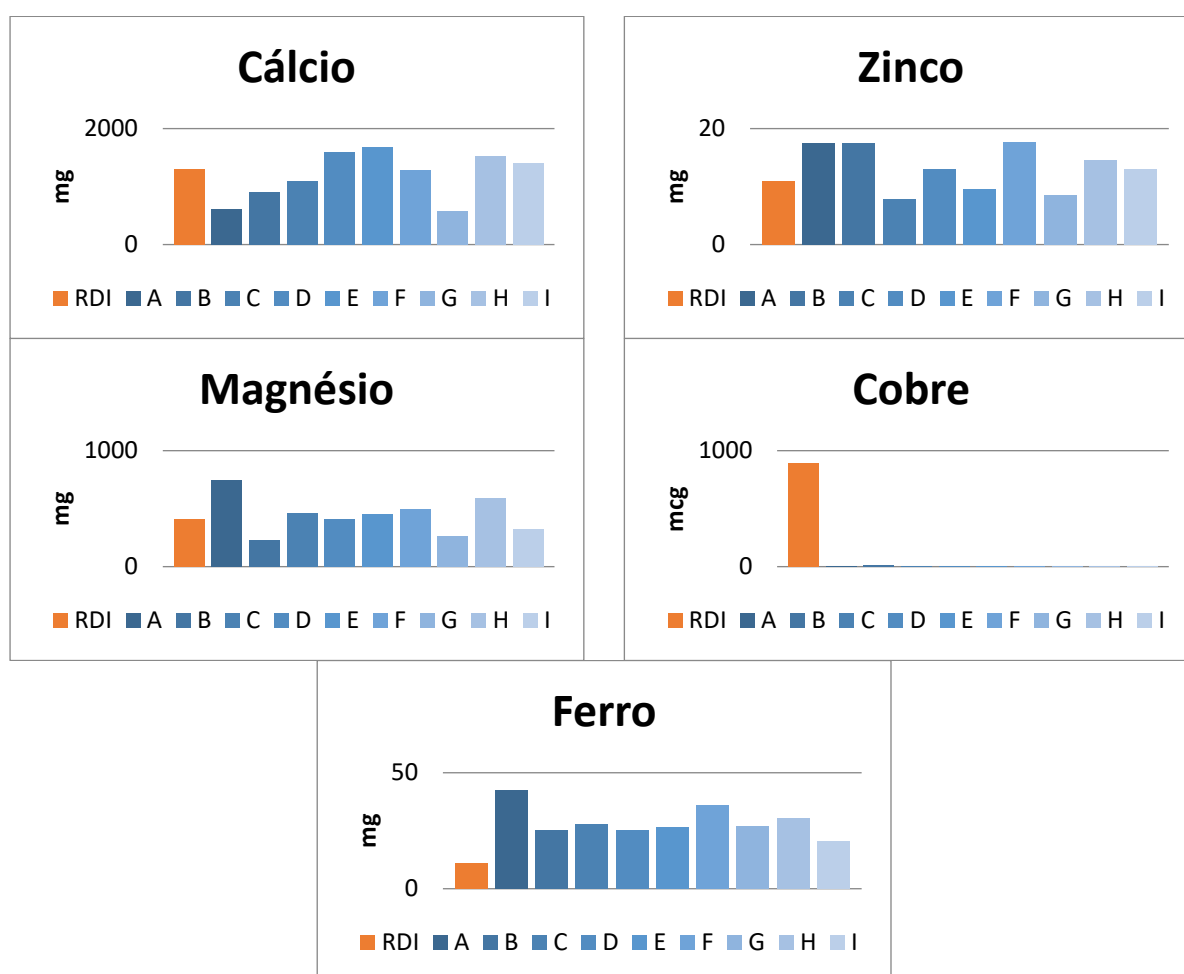 Cálcio
2000
mg
0
RDI A B C D E F G H I
Zinco
20
mg
0
RDI A B C D E F G H I
Magnésio
1000
mg
0
RDI A B C D E F G H I
Cobre
1000
mcg
0
RDI A B C D E F G H I
Ferro
50
mg
0
RDI A B C D E F G H I